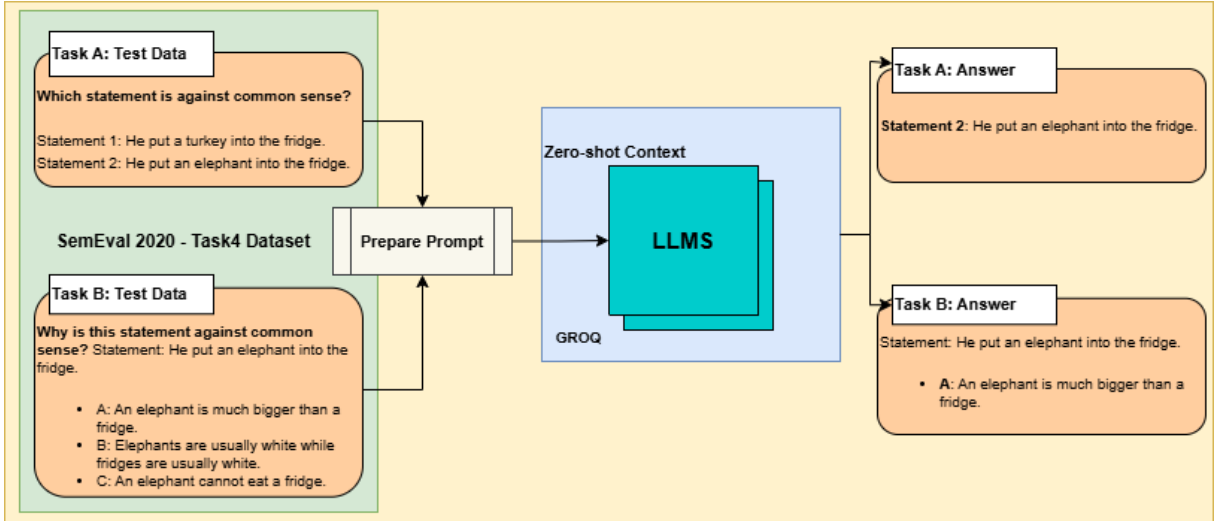 Task A: Test Data
Which statement is against common sense?
Statement 1: He put a turkey into the fridge.
Statement 2: He put an elephant into the fridge.
SemEval 2020 - Task4 Dataset
Task B: Test Data
Why is this statement against common
sense? Statement: He put an elephant into the
fridge.
• A: An elephant is much bigger than a
fridge.
• B: Elephants are usually white while
fridges are usually white.
• C: An elephant cannot eat a fridge.
Prepare Prompt
Zero-shot Context
LLMS
GROQ
Task A: Answer
Statement 2: He put an elephant into the fridge.
Task B: Answer
Statement: He put an elephant into the fridge.
• A: An elephant is much bigger than a
fridge.